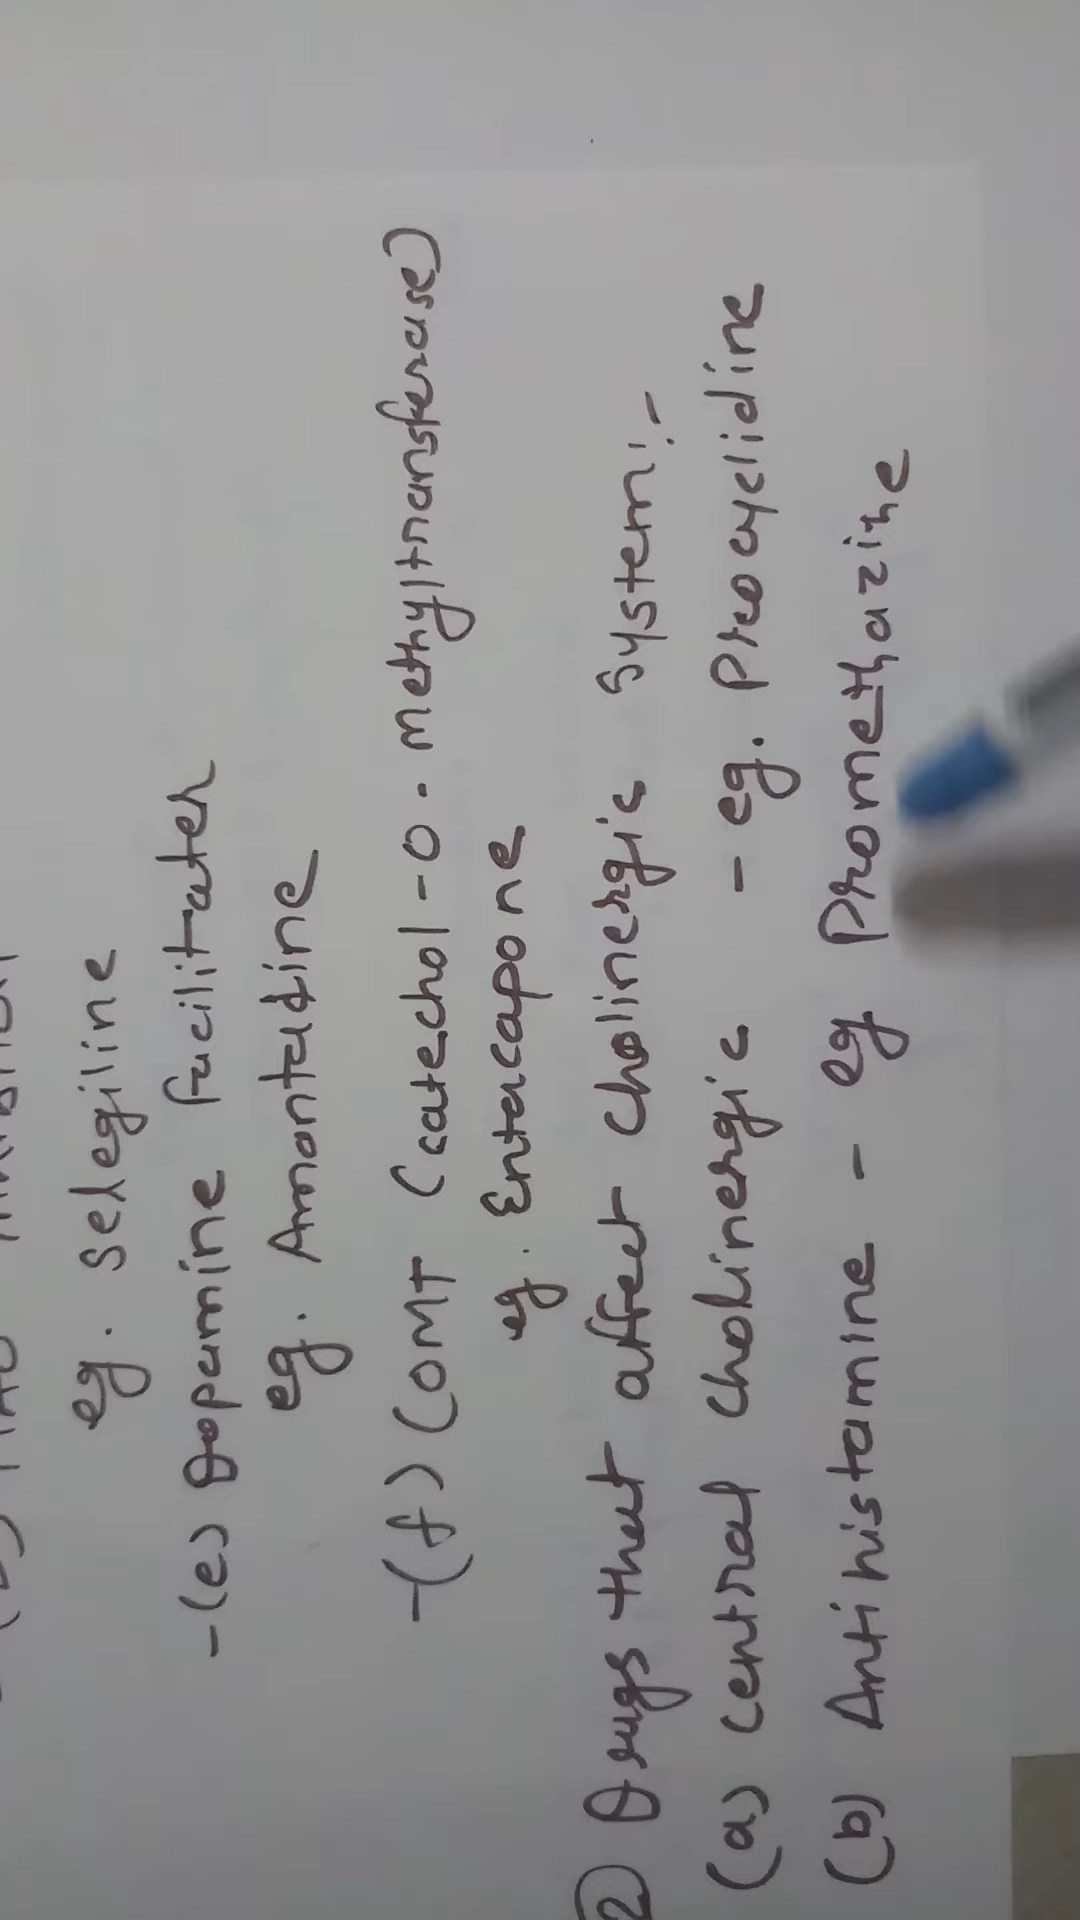 eg. Selegiline
-(e) Dopamine facilitater
eg. Amantadine
-(f) COMT (catechol-O-methyltransferase)
eg. Entacapone
② Drugs that affect cholinergic system:-
(a) central cholinergic - eg. Procyclidine
(b) Antihistamine - eg Promethazine